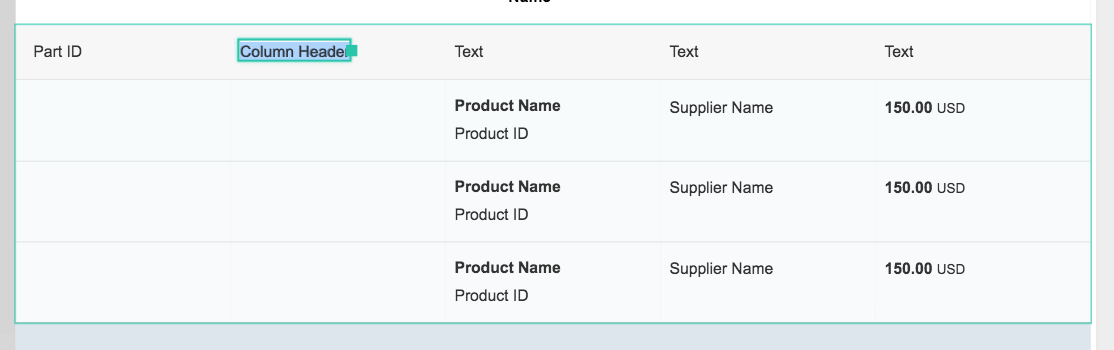 Name
Part ID Column Header Text Text Text
Product Name Supplier Name 150.00 USD
Product ID
Product Name Supplier Name 150.00 USD
Product ID
Product Name Supplier Name 150.00 USD
Product ID